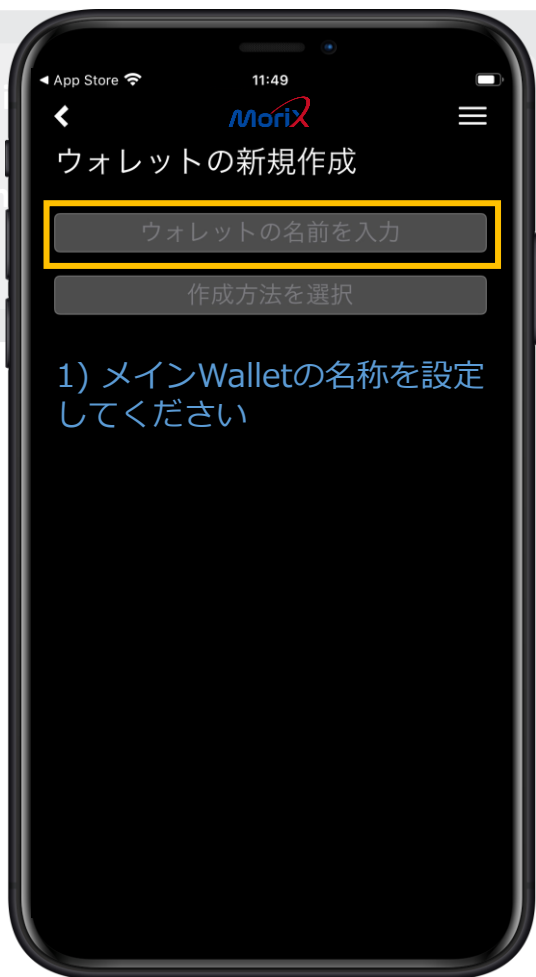 App Store
11:49
MoriX
ウォレットの新規作成
ウォレットの名前を入力
作成方法を選択
1) メインWalletの名称を設定
してください